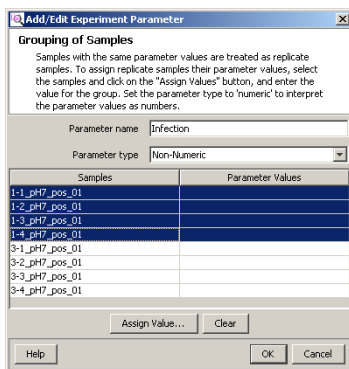 Add/Edit Experiment Parameter
Grouping of Samples
Samples with the same parameter values are treated as replicate
samples. To assign replicate samples their parameter values, select
the samples and click on the "Assign Values" button, and enter the
value for the group. Set the parameter type to 'numeric' to interpret
the parameter values as numbers.
Parameter name Infection
Parameter type Non-Numeric
Samples Parameter Values
1-1_pH7_pos_01
1-2_pH7_pos_01
1-3_pH7_pos_01
1-4_pH7_pos_01
3-1_pH7_pos_01
3-2_pH7_pos_01
3-3_pH7_pos_01
3-4_pH7_pos_01
Assign Value... Clear
Help OK Cancel